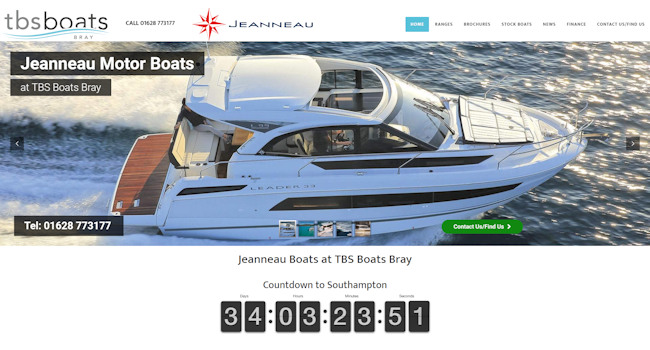 tbsboats
BRAY
CALL 01628 773177
JEANNEAU
HOME RANGES BROCHURES STOCK BOATS NEWS FINANCE CONTACT US/FIND US
Jeanneau Motor Boats
at TBS Boats Bray
LEADER 33
Tel: 01628 773177
Contact Us/Find Us
Jeanneau Boats at TBS Boats Bray
Countdown to Southampton
Days Hours Minutes Seconds
34 03 23 51